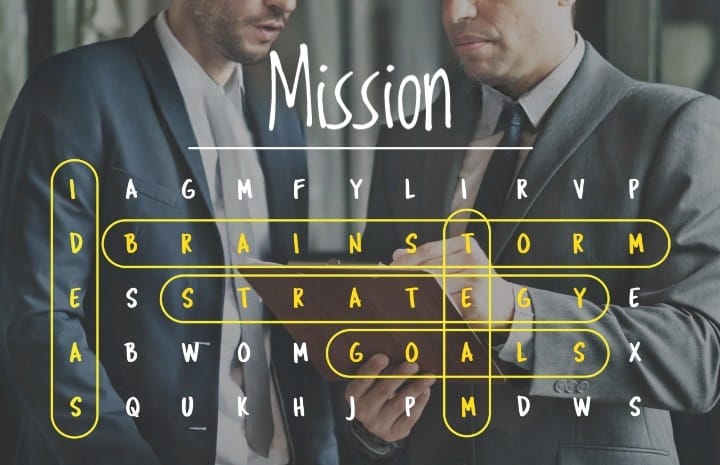 Mission
I A G M F Y L I R V P
D B R A I N S T O R M
E S S T R A T E G Y E
A B W O M G O A L S X
S Q U K H J P M D W S